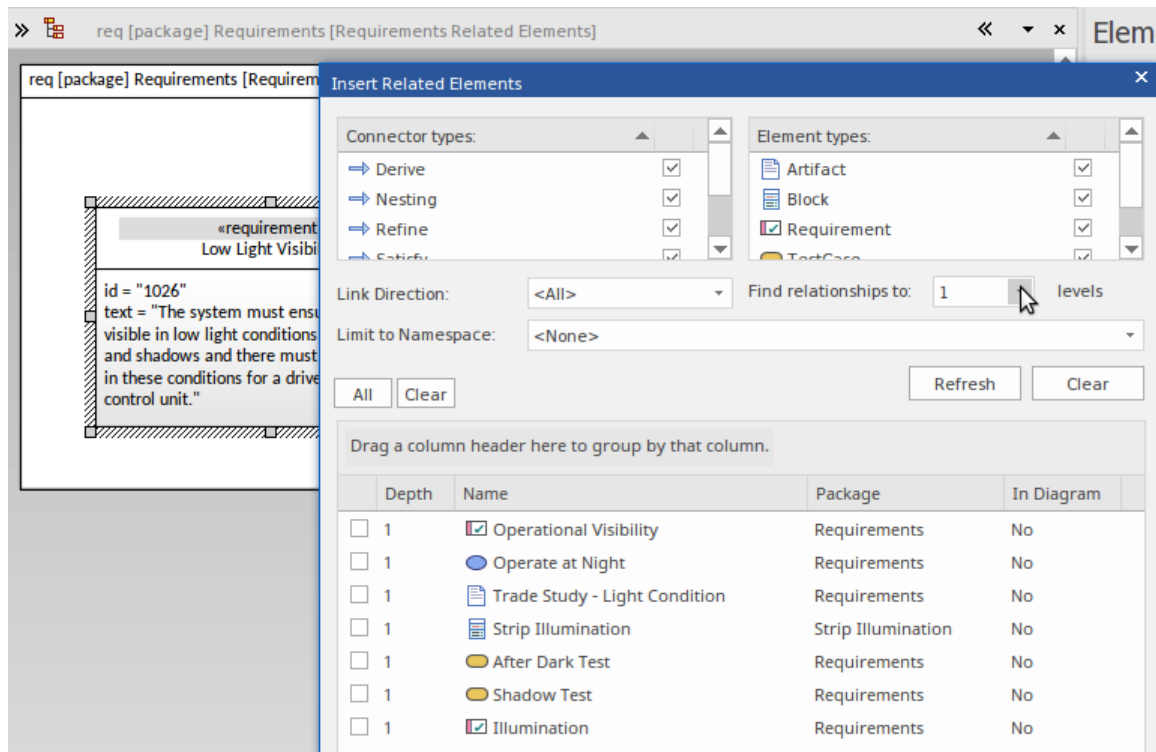 req [package] Requirements [Requirements Related Elements]
Elem
req [package] Requirements [Requirem
«requirement
Low Light Visibi
id = "1026"
text = "The system must ensu
visible in low light conditions
and shadows and there must
in these conditions for a drive
control unit."
Insert Related Elements
Connector types:
Derive
Nesting
Refine
Satisfy
Element types:
Artifact
Block
Requirement
TestCase
Link Direction: <All> Find relationships to: 1 levels
Limit to Namespace: <None>
All Clear Refresh Clear
Drag a column header here to group by that column.
Depth Name Package In Diagram
1 Operational Visibility Requirements No
1 Operate at Night Requirements No
1 Trade Study - Light Condition Requirements No
1 Strip Illumination Strip Illumination No
1 After Dark Test Requirements No
1 Shadow Test Requirements No
1 Illumination Requirements No